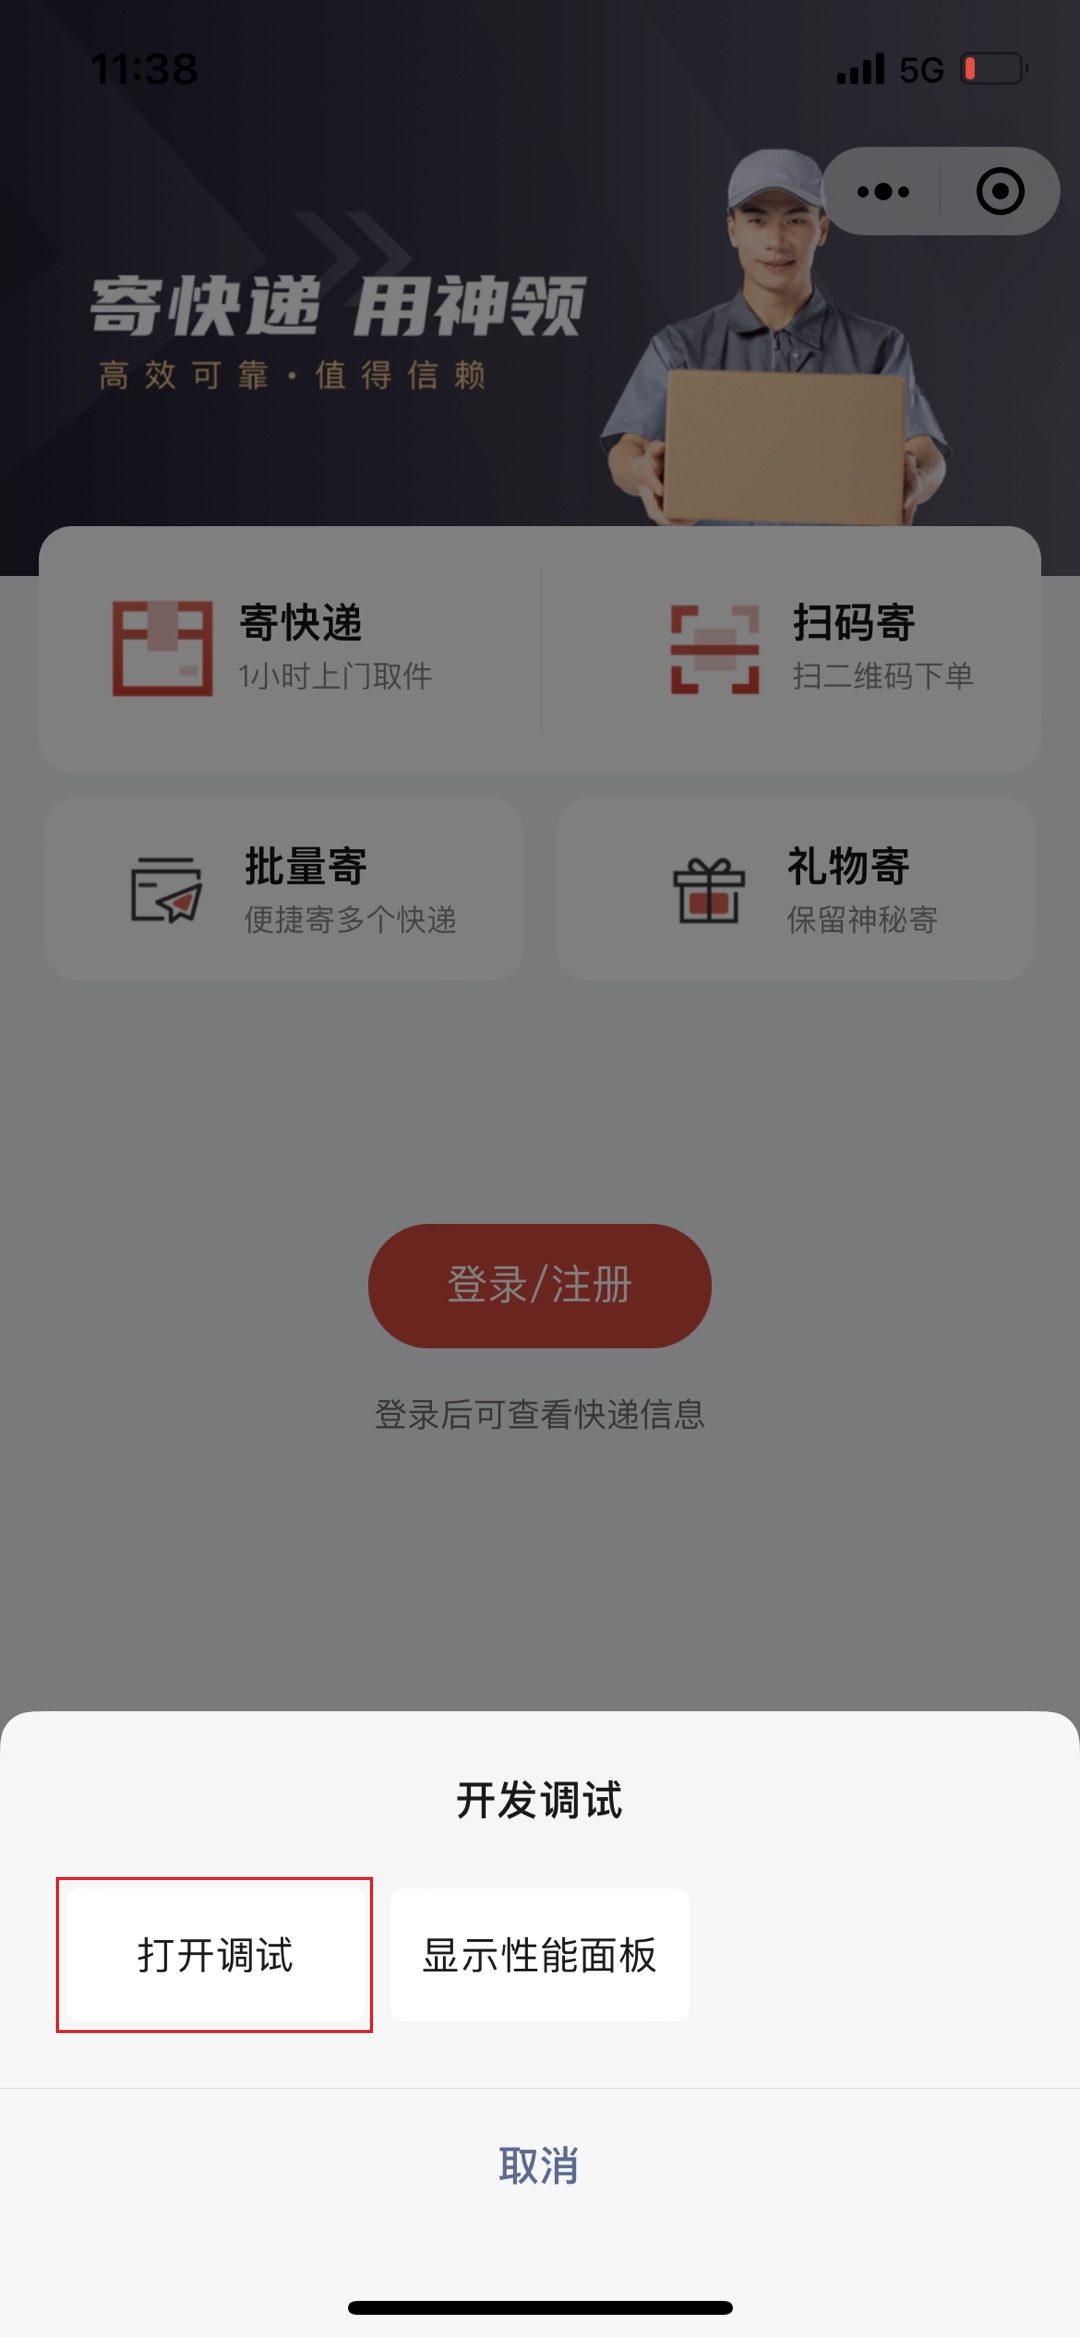 11:38
5G
寄快递 用神领
高效可靠·值得信赖
寄快递
1小时上门取件
扫码寄
扫二维码下单
批量寄
便捷寄多个快递
礼物寄
保留神秘寄
登录/注册
登录后可查看快递信息
开发调试
打开调试
显示性能面板
取消